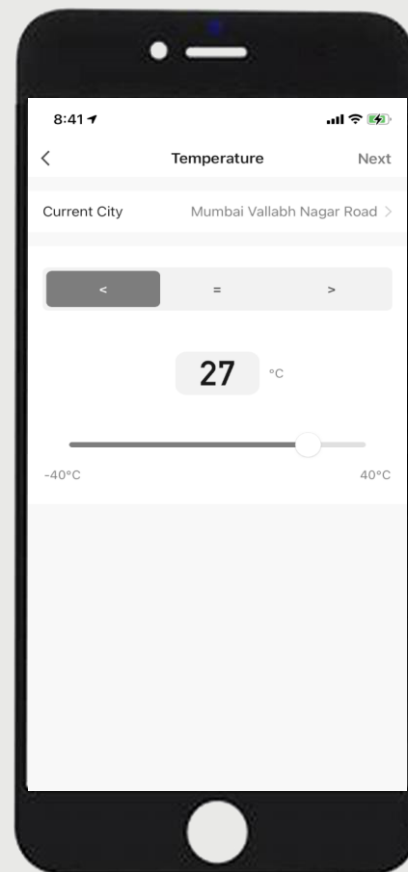 8:41
< Temperature Next
Current City Mumbai Vallabh Nagar Road >
< = >
27 °C
-40°C 40°C